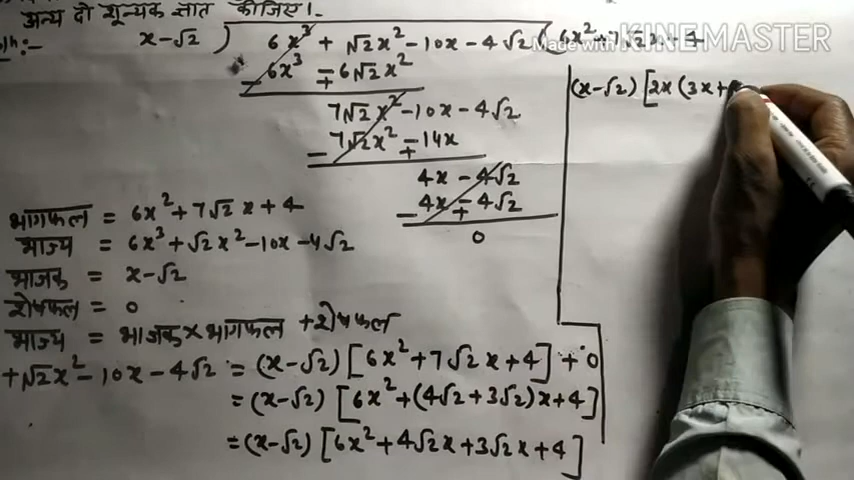 अन्य दो शून्यक ज्ञात कीजिए।
x-√2 ) 6x³ + √2x² -10x - 4√2 ( 6x² + 7√2x + 4
Made with KINEMASTER
- 6x³ ∓ 6√2x²
7√2x² - 10x - 4√2
- 7√2x² ∓ 14x
4x - 4√2
- 4x ∓ 4√2
0
भागफल = 6x² + 7√2x + 4
भाज्य = 6x³ + √2x² - 10x - 4√2
भाजक = x - √2
शेषफल = 0
भाज्य = भाजक × भागफल + शेषफल
+√2x² - 10x - 4√2 = (x-√2) [6x² + 7√2x + 4] + 0
= (x-√2) [6x² + (4√2 + 3√2)x + 4]
= (x-√2) [6x² + 4√2x + 3√2x + 4]
(x-√2) [2x (3x+